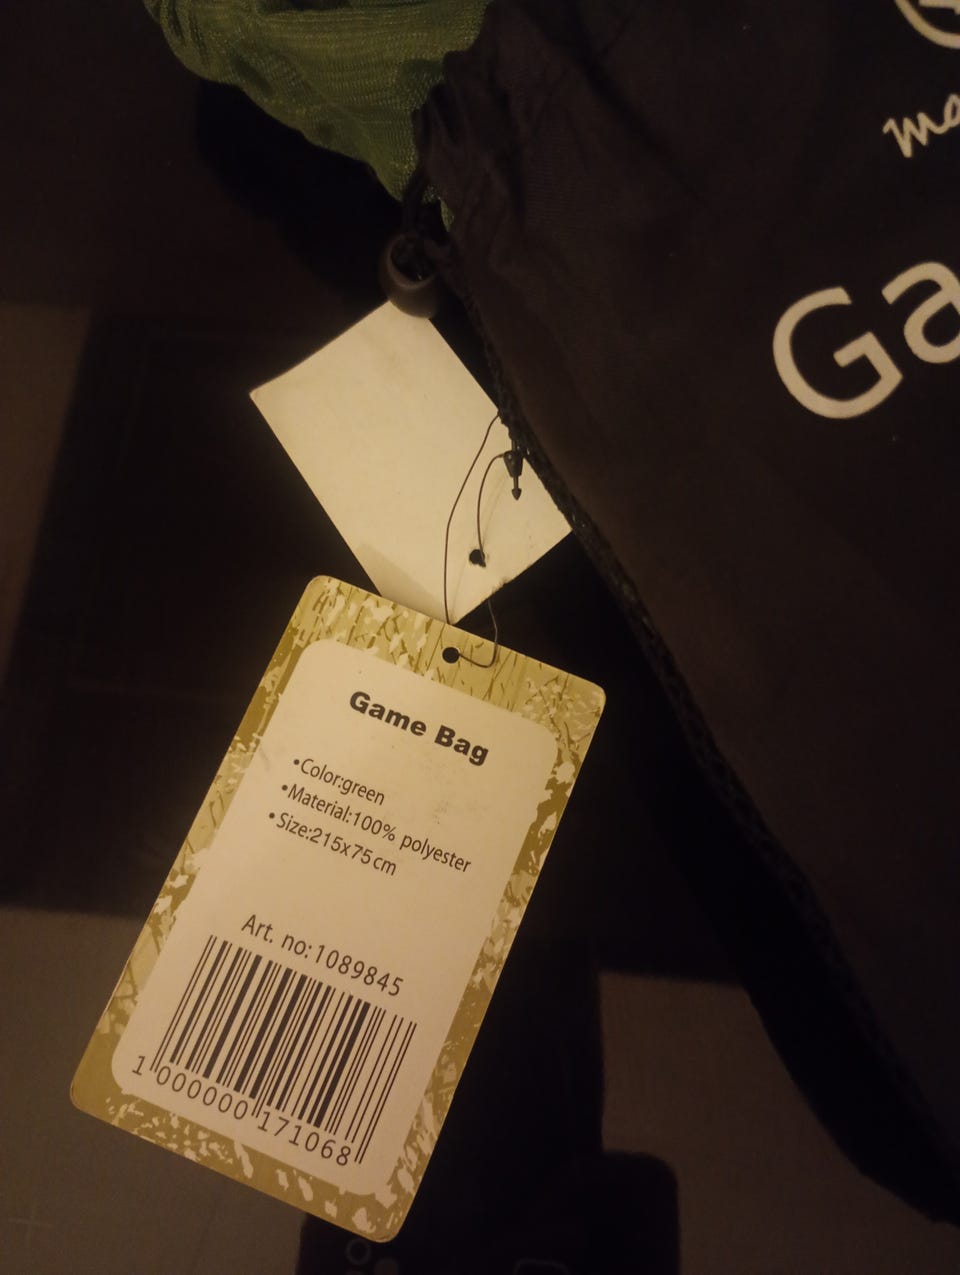 Ga
Game Bag
•Color:green
•Material:100% polyester
•Size:215x75cm
Art. no:1089845
1 000000 171068